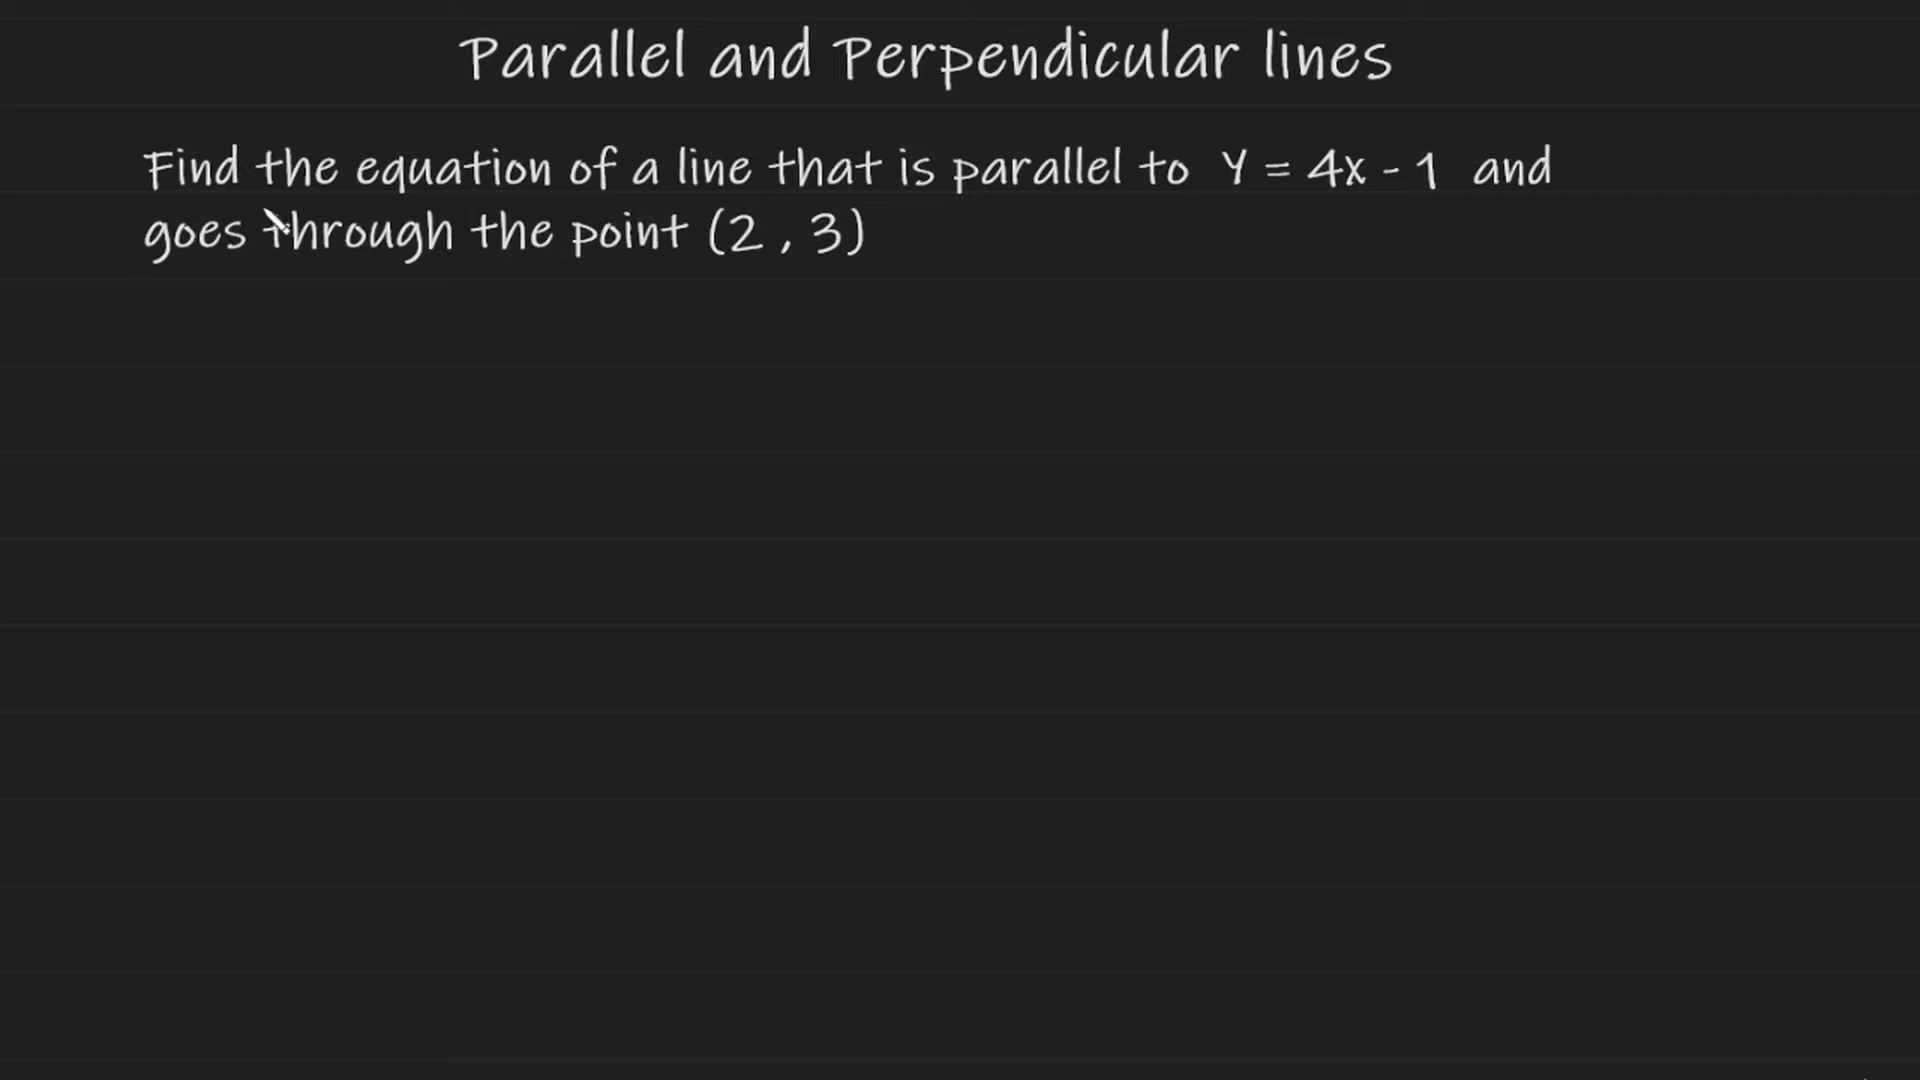 Parallel and Perpendicular lines
Find the equation of a line that is parallel to Y = 4x - 1 and
goes through the point (2 , 3)